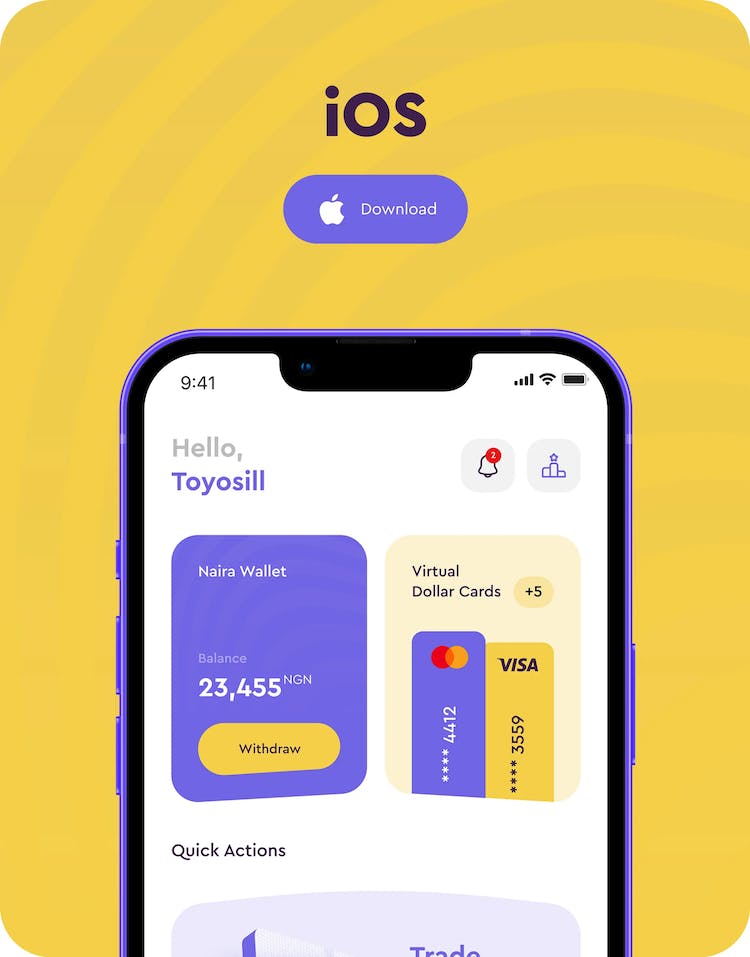 iOS
Download
9:41
Hello,
Toyosill
2
Naira Wallet
Virtual
Dollar Cards
+5
Balance
23,455 NGN
Withdraw
VISA
**** 4412
**** 3559
Quick Actions
Trade